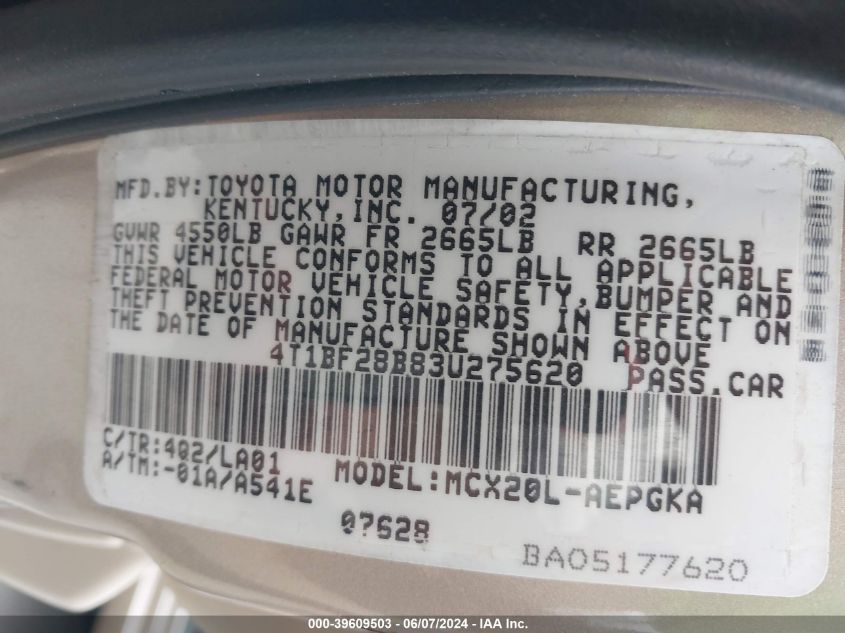 MFD.BY:TOYOTA MOTOR MANUFACTURING,
KENTUCKY,INC. 07/02
GVWR 4550LB GAWR FR 2665LB RR 2665LB
THIS VEHICLE CONFORMS TO ALL APPLICABLE
FEDERAL MOTOR VEHICLE SAFETY,BUMPER AND
THEFT PREVENTION STANDARDS IN EFFECT ON
THE DATE OF MANUFACTURE SHOWN ABOVE
4T1BF28B83U275620 PASS.CAR
C/TR:4Q2/LA01
A/TM:-01A/A541E
MODEL:MCX20L-AEPGKA
07628
BA05177620
000-39609503 - 06/07/2024 - IAA Inc.